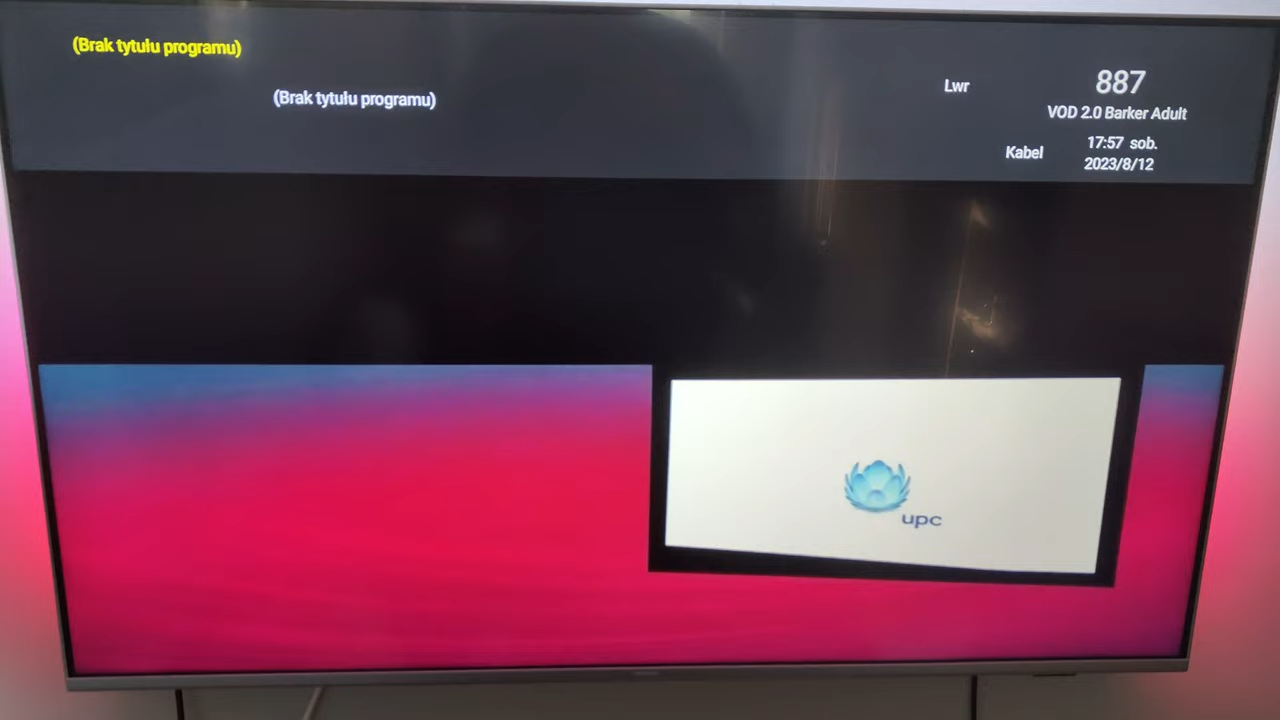 (Brak tytułu programu)
(Brak tytułu programu)
Lwr
887
VOD 2.0 Barker Adult
Kabel
17:57 sob.
2023/8/12
upc